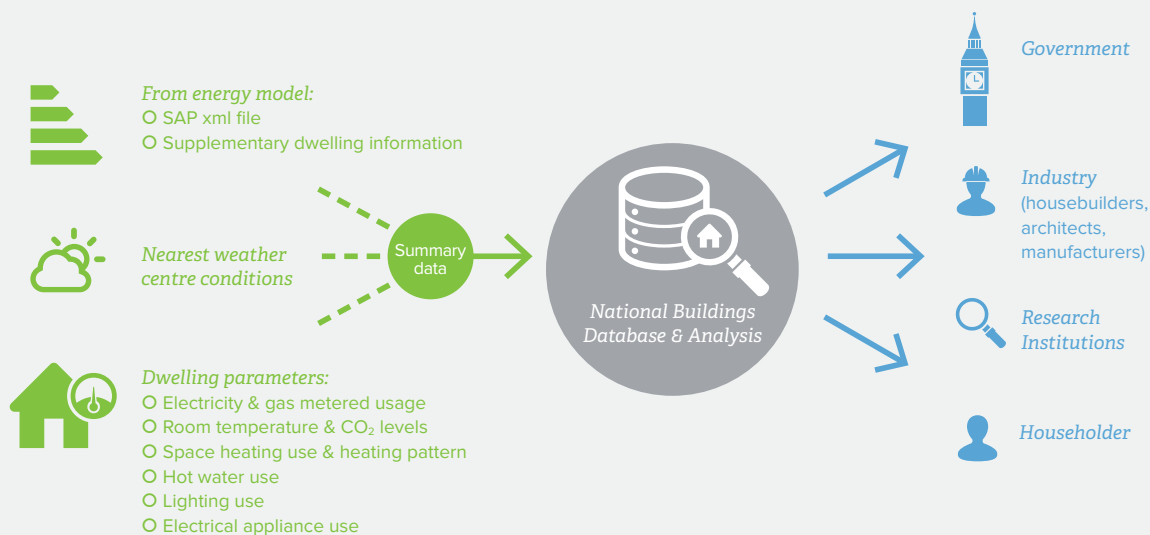 From energy model:
O SAP xml file
O Supplementary dwelling information
Nearest weather
centre conditions
Dwelling parameters:
O Electricity & gas metered usage
O Room temperature & CO₂ levels
O Space heating use & heating pattern
O Hot water use
O Lighting use
O Electrical appliance use
Summary
data
National Buildings
Database & Analysis
Government
Industry
(housebuilders,
architects,
manufacturers)
Research
Institutions
Householder